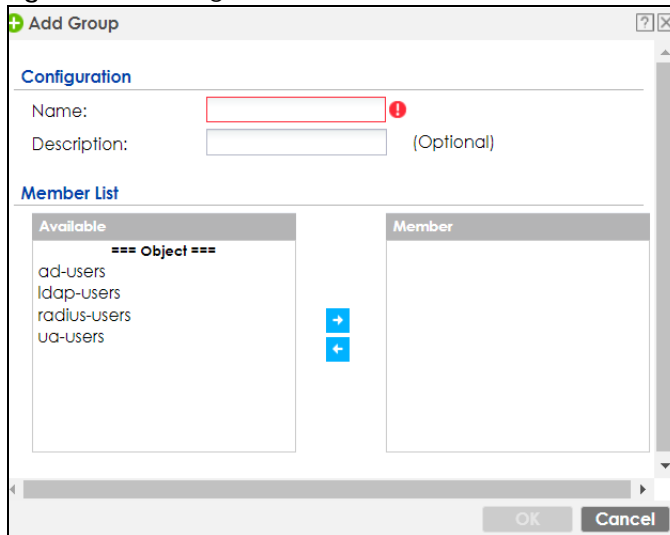 Add Group
Configuration
Name:
Description: (Optional)
Member List
Available Member
=== Object ===
ad-users
ldap-users
radius-users
ua-users
OK Cancel